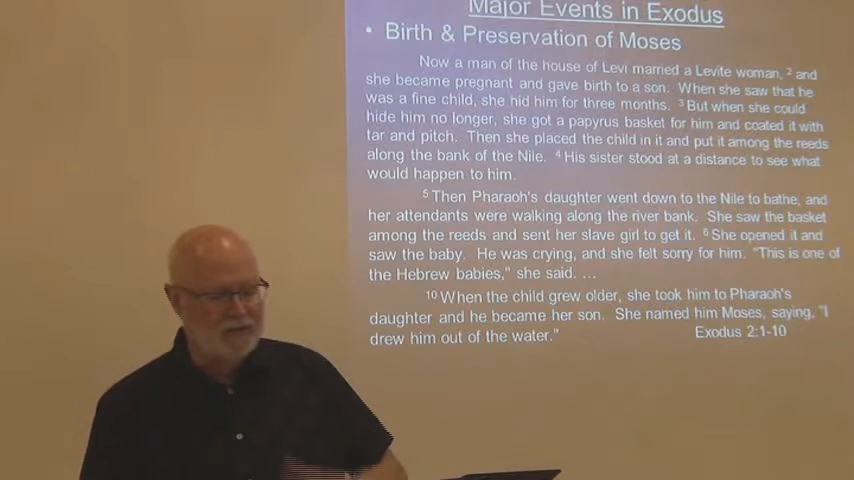 Major Events in Exodus
• Birth & Preservation of Moses
Now a man of the house of Levi married a Levite woman, 2 and
she became pregnant and gave birth to a son. When she saw that he
was a fine child, she hid him for three months. 3 But when she could
hide him no longer, she got a papyrus basket for him and coated it with
tar and pitch. Then she placed the child in it and put it among the reeds
along the bank of the Nile. 4 His sister stood at a distance to see what
would happen to him.
5 Then Pharaoh's daughter went down to the Nile to bathe, and
her attendants were walking along the river bank. She saw the basket
among the reeds and sent her slave girl to get it. 6 She opened it and
saw the baby. He was crying, and she felt sorry for him. "This is one of
the Hebrew babies," she said. ...
10 When the child grew older, she took him to Pharaoh's
daughter and he became her son. She named him Moses, saying, "I
drew him out of the water." Exodus 2:1-10